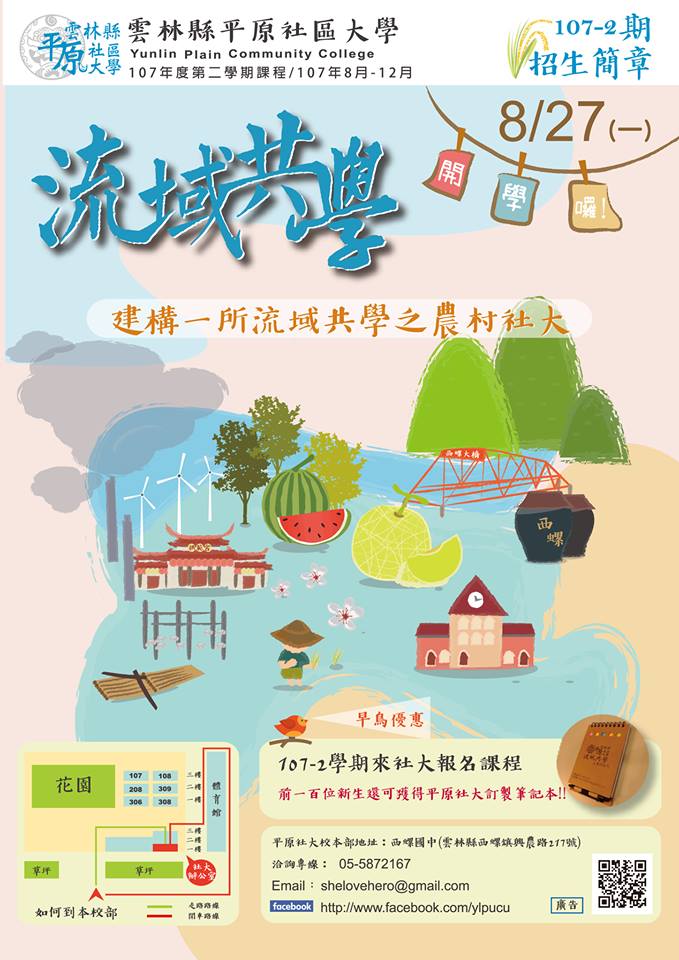 雲林縣
平原
社區
大學
雲林縣平原社區大學
Yunlin Plain Community College
107年度第二學期課程/107年8月-12月
107-2期
招生簡章
8/27(一)
開
學
囉!
流域共學
建構一所流域共學之農村社大
西螺大橋
西螺
早鳥優惠
107-2學期來社大報名課程
前一百位新生還可獲得平原社大訂製筆記本!!
流域共學
花園
107 108
208 309
306 308
三樓
二樓
一樓
體育館
三樓
二樓
一樓
草坪
草坪
社大
辦公室
如何到本校部
走路路線
開車路線
平原社大校本部地址:西螺國中(雲林縣西螺鎮興農路217號)
洽詢專線: 05-5872167
Email: shelovehero@gmail.com
facebook http://www.facebook.com/ylpucu
廣告